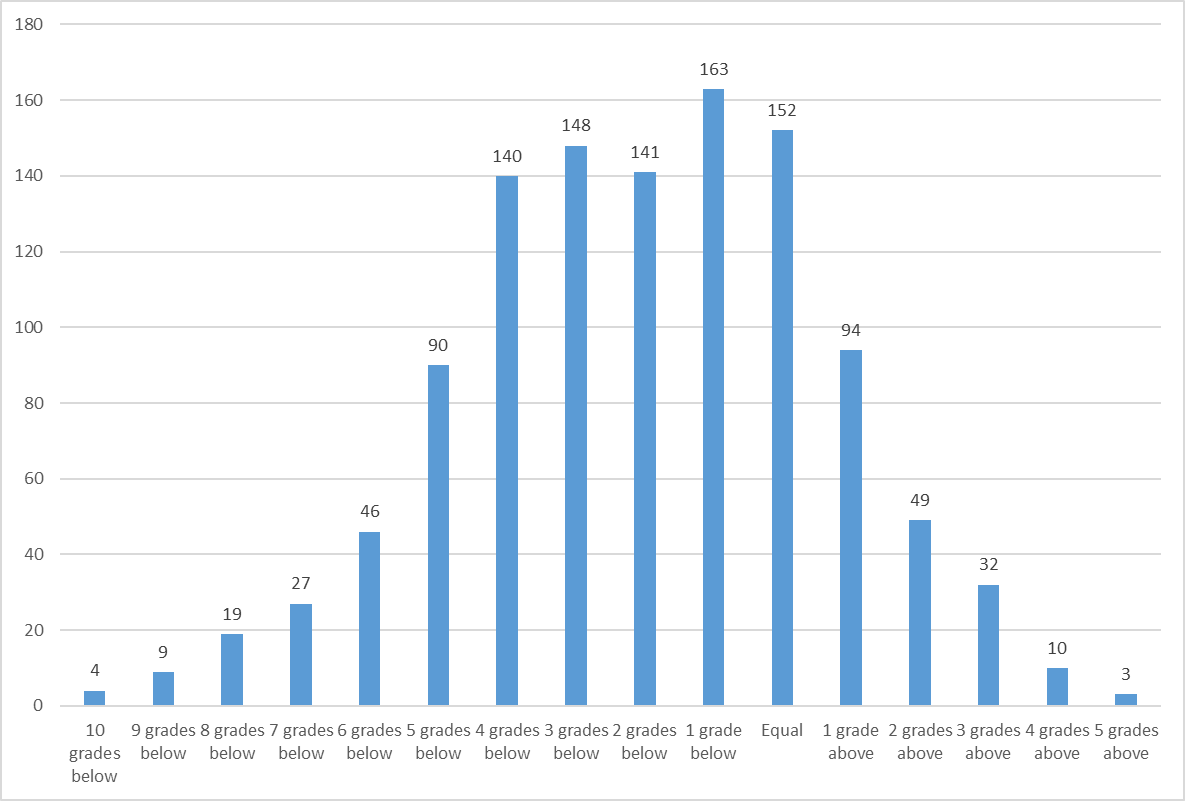 180
160
140
120
100
80
60
40
20
0
4
9
19
27
46
90
140
148
141
163
152
94
49
32
10
3
10 grades below
9 grades below
8 grades below
7 grades below
6 grades below
5 grades below
4 grades below
3 grades below
2 grades below
1 grade below
Equal
1 grade above
2 grades above
3 grades above
4 grades above
5 grades above